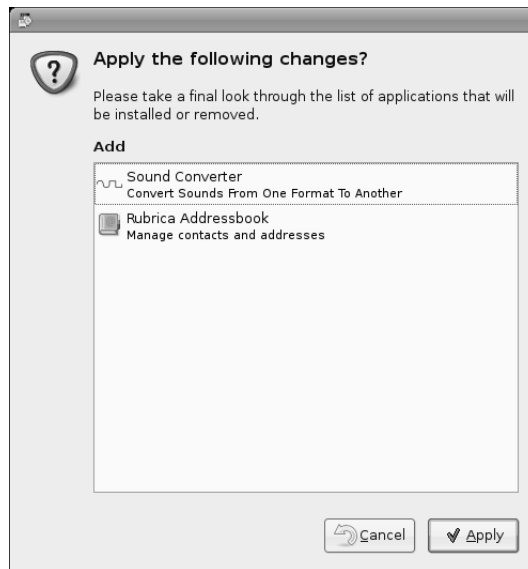 Apply the following changes?
Please take a final look through the list of applications that will
be installed or removed.
Add
Sound Converter
Convert Sounds From One Format To Another
Rubrica Addressbook
Manage contacts and addresses
Cancel
Apply